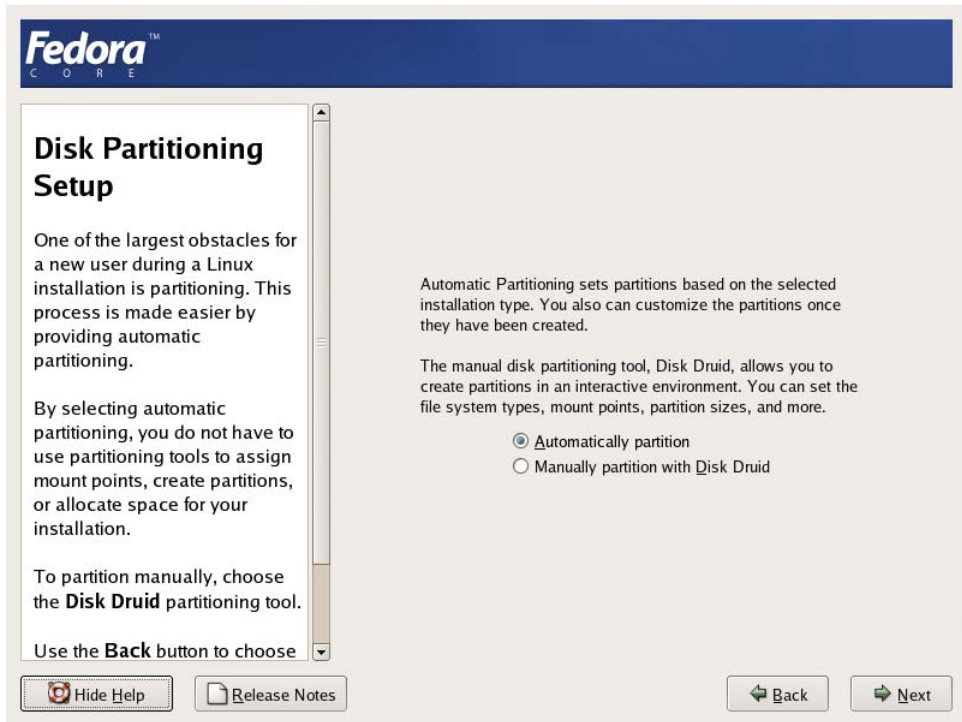 Fedora™
CORE
Disk Partitioning
Setup
One of the largest obstacles for
a new user during a Linux
installation is partitioning. This
process is made easier by
providing automatic
partitioning.
By selecting automatic
partitioning, you do not have to
use partitioning tools to assign
mount points, create partitions,
or allocate space for your
installation.
To partition manually, choose
the Disk Druid partitioning tool.
Use the Back button to choose
Automatic Partitioning sets partitions based on the selected
installation type. You also can customize the partitions once
they have been created.
The manual disk partitioning tool, Disk Druid, allows you to
create partitions in an interactive environment. You can set the
file system types, mount points, partition sizes, and more.
Automatically partition
Manually partition with Disk Druid
Hide Help
Release Notes
Back
Next